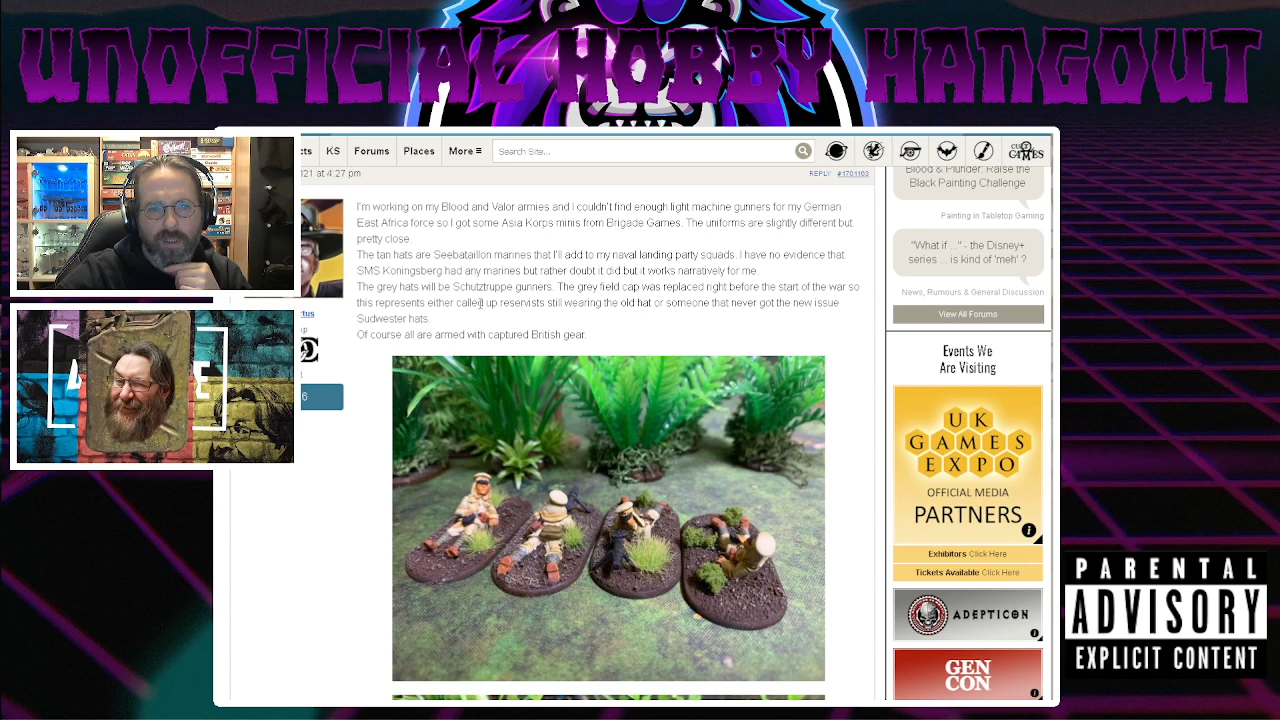 UNOFFICIAL HOBBY HANGOUT
cts KS Forums Places More Search Site...
021 at 4:27 pm REPLY #1701103
I'm working on my Blood and Valor armies and I couldn't find enough light machine gunners for my German
East Africa force so I got some Asia Korps minis from Brigade Games. The uniforms are slightly different but
pretty close.
The tan hats are Seebataillon marines that I'll add to my naval landing party squads. I have no evidence that
SMS Koningsberg had any marines but rather doubt it did but it works narratively for me.
The grey hats will be Schutztruppe gunners. The grey field cap was replaced right before the start of the war so
this represents either called up reservists still wearing the old hat or someone that never got the new issue
Sudwester hats.
Of course all are armed with captured British gear.
rtus
6
Blood & Plunder: Raise the
Black Painting Challenge
Painting in Tabletop Gaming
"What if ..." - the Disney+
series ... is kind of 'meh' ?
News, Rumours & General Discussion
View All Forums
Events We
Are Visiting
UK
GAMES
EXPO
OFFICIAL MEDIA
PARTNERS
Exhibitors Click Here
Tickets Available Click Here
ADEPTICON
GEN
CON
PARENTAL
ADVISORY
EXPLICIT CONTENT